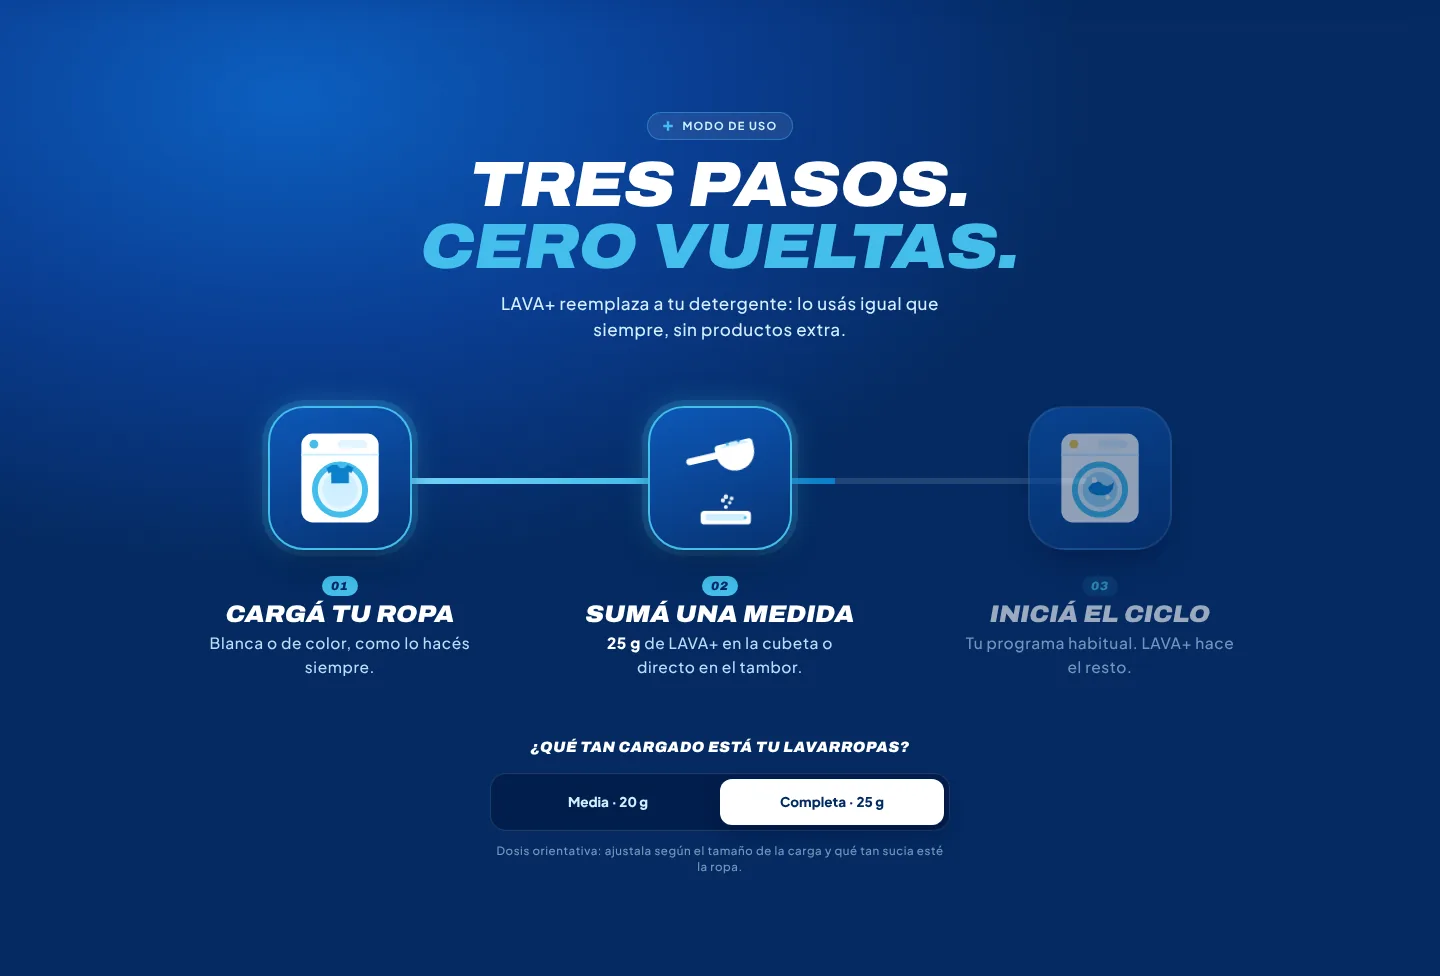 MODO DE USO
TRES PASOS.
CERO VUELTAS.
LAVA+ reemplaza a tu detergente: lo usás igual que
siempre, sin productos extra.
01
CARGÁ TU ROPA
Blanca o de color, como lo hacés
siempre.
02
SUMÁ UNA MEDIDA
25 g de LAVA+ en la cubeta o
directo en el tambor.
03
INICIÁ EL CICLO
Tu programa habitual. LAVA+ hace
el resto.
¿QUÉ TAN CARGADO ESTÁ TU LAVARROPAS?
Media · 20 g
Completa · 25 g
Dosis orientativa: ajustala según el tamaño de la carga y qué tan sucia esté
la ropa.